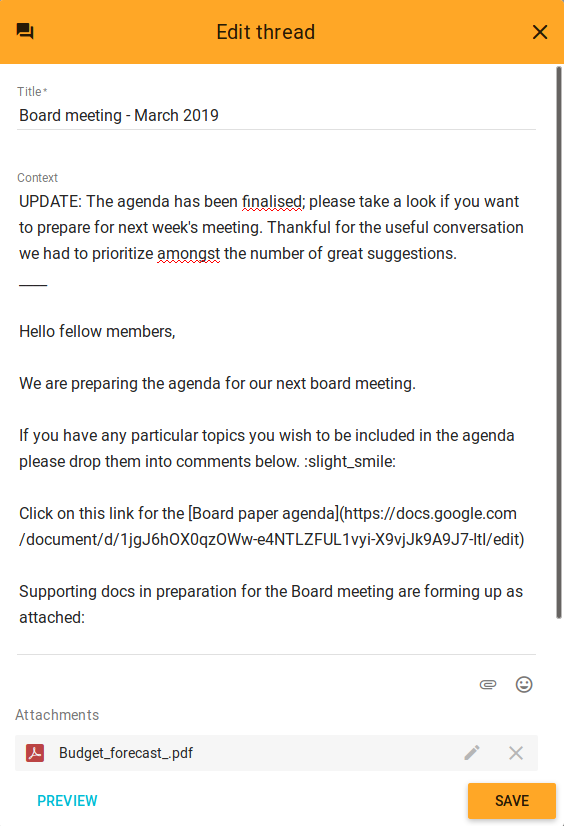 Edit thread
Title*
Board meeting - March 2019
Context
UPDATE: The agenda has been finalised; please take a look if you want
to prepare for next week's meeting. Thankful for the useful conversation
we had to prioritize amongst the number of great suggestions.
____
Hello fellow members,
We are preparing the agenda for our next board meeting.
If you have any particular topics you wish to be included in the agenda
please drop them into comments below. :slight_smile:
Click on this link for the [Board paper agenda](https://docs.google.com
/document/d/1jgJ6hOX0qzOWw-e4NTLZFUL1vyi-X9vjJk9A9J7-ItI/edit)
Supporting docs in preparation for the Board meeting are forming up as
attached:
Attachments
Budget_forecast_.pdf
PREVIEW
SAVE